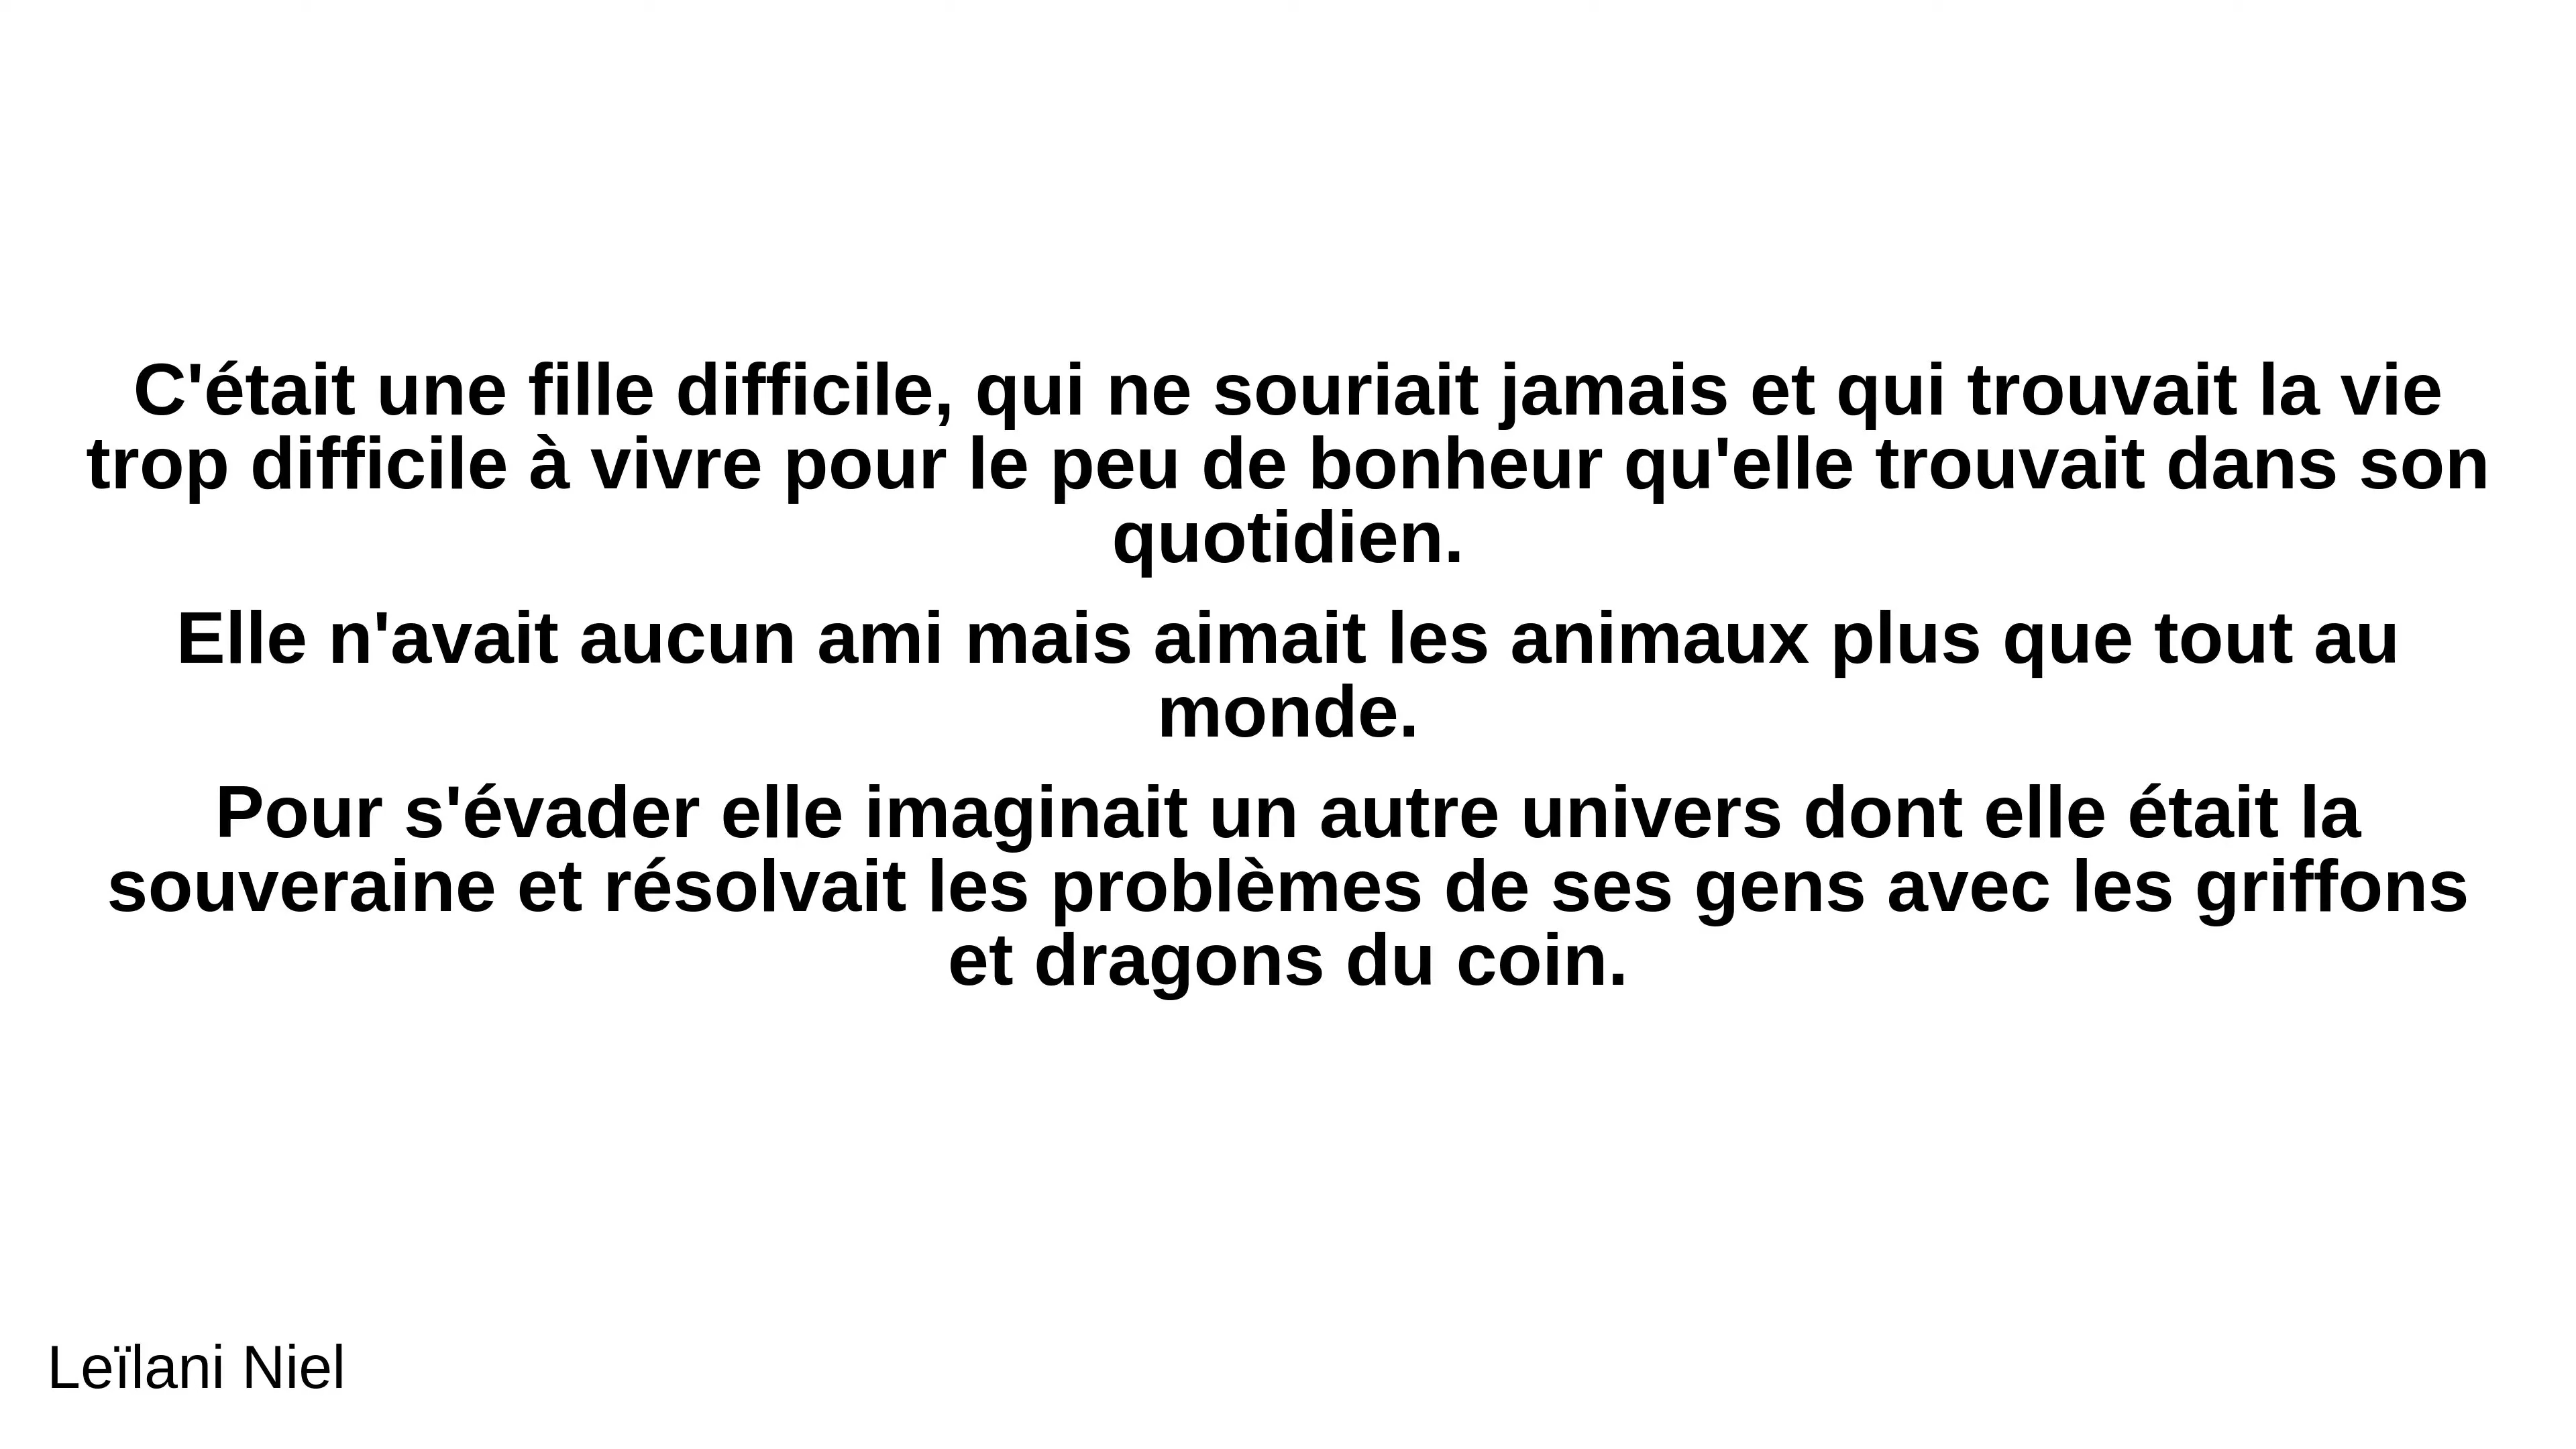 C'était une fille difficile, qui ne souriait jamais et qui trouvait la vie
trop difficile à vivre pour le peu de bonheur qu'elle trouvait dans son
quotidien.
Elle n'avait aucun ami mais aimait les animaux plus que tout au
monde.
Pour s'évader elle imaginait un autre univers dont elle était la
souveraine et résolvait les problèmes de ses gens avec les griffons
et dragons du coin.
Leïlani Niel